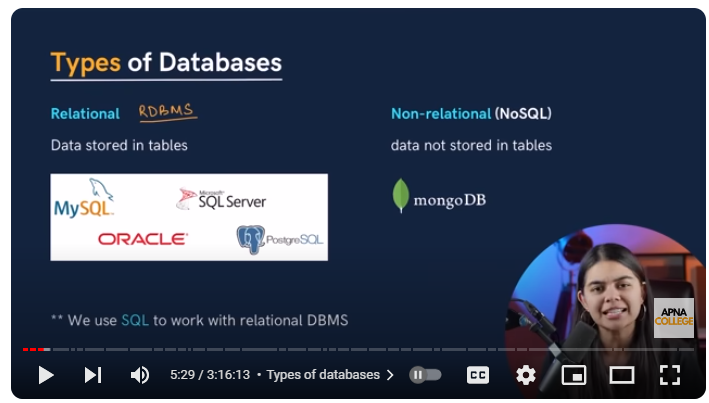 Types of Databases
Relational RDBMS
Data stored in tables
MySQL
Microsoft
SQL Server
ORACLE
PostgreSQL
Non-relational (NoSQL)
data not stored in tables
mongoDB
** We use SQL to work with relational DBMS
APNA
COLLEGE
5:29 / 3:16:13 • Types of databases
CC